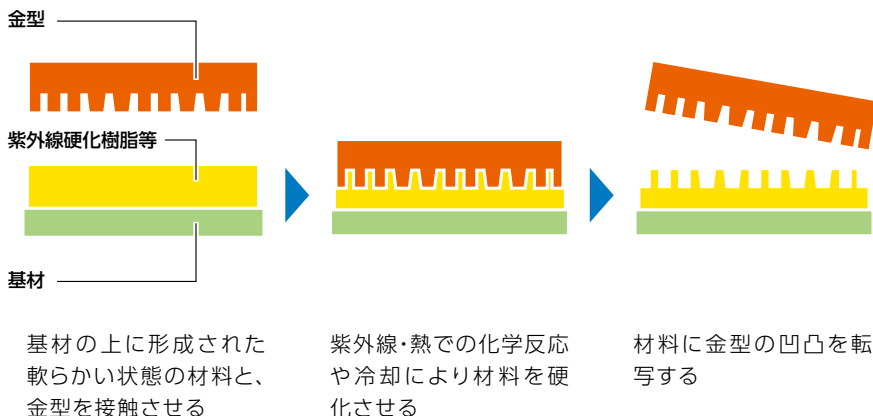 金型
紫外線硬化樹脂等
基材
基材の上に形成された
軟らかい状態の材料と、
金型を接触させる
紫外線・熱での化学反応
や冷却により材料を硬
化させる
材料に金型の凹凸を転
写する